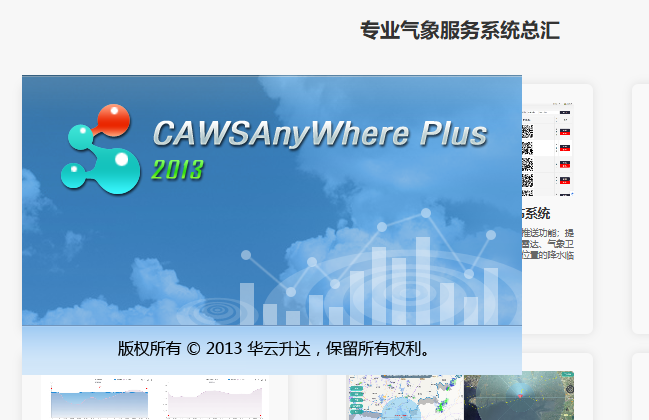 专业气象服务系统总汇
CAWSAnyWhere Plus
2013
系统
推送功能：提
雷达、气象卫
位置的降水临
版权所有 © 2013 华云升达，保留所有权利。